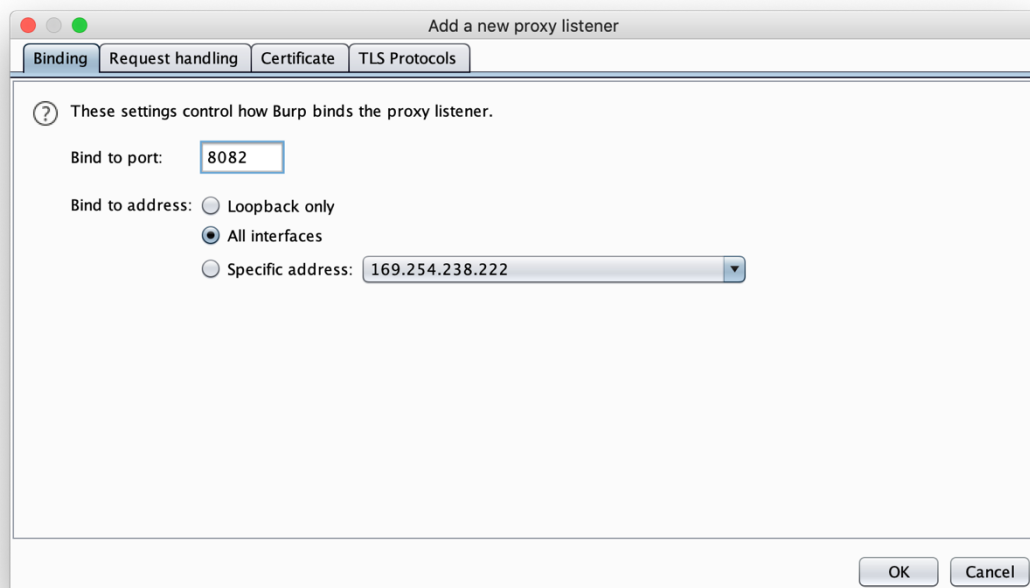 Add a new proxy listener
Binding Request handling Certificate TLS Protocols
? These settings control how Burp binds the proxy listener.
Bind to port: 8082
Bind to address: Loopback only
All interfaces
Specific address: 169.254.238.222
OK Cancel